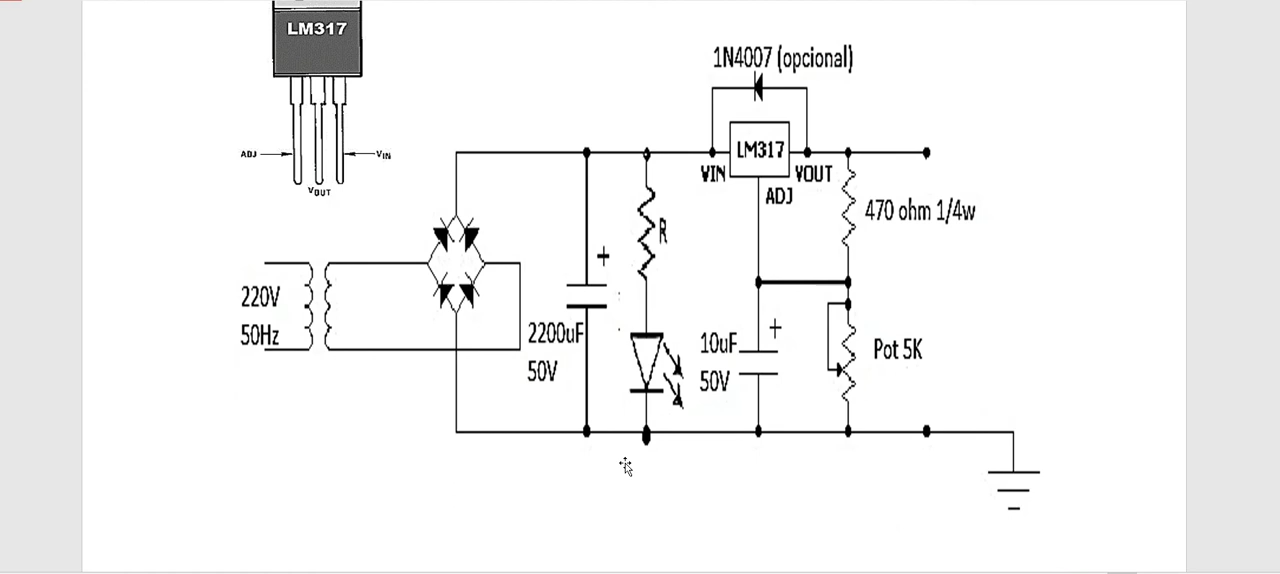 LM317
ADJ
VIN
VOUT
1N4007 (opcional)
LM317
VIN
VOUT
ADJ
470 ohm 1/4w
R
+
220V
50Hz
2200uF
50V
10uF
50V
+
Pot 5K